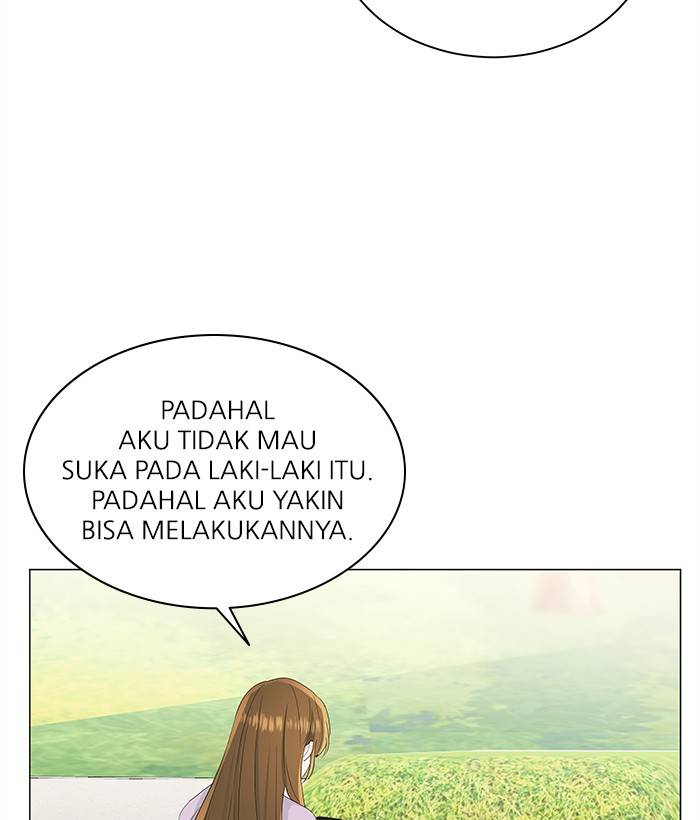 PADAHAL
AKU TIDAK MAU
SUKA PADA LAKI-LAKI ITU.
PADAHAL AKU YAKIN
BISA MELAKUKANNYA.